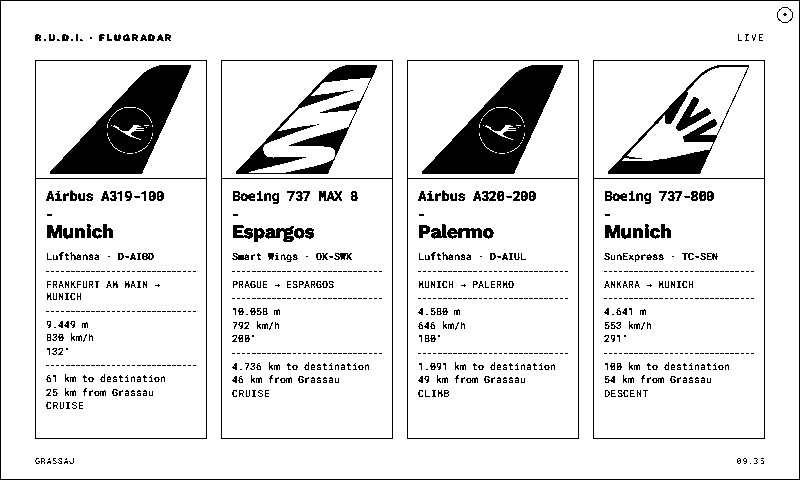 R.U.D.I. · FLUGRADAR
LIVE
Airbus A319-100
-
Munich
Lufthansa · D-AIBD
FRANKFURT AM MAIN →
MUNICH
9.449 m
830 km/h
132°
61 km to destination
25 km from Grassau
CRUISE
Boeing 737 MAX 8
-
Espargos
Smart Wings · OK-SWK
PRAGUE → ESPARGOS
10.058 m
792 km/h
200°
4.736 km to destination
46 km from Grassau
CRUISE
Airbus A320-200
-
Palermo
Lufthansa · D-AIUL
MUNICH → PALERMO
4.580 m
646 km/h
180°
1.091 km to destination
49 km from Grassau
CLIMB
Boeing 737-800
-
Munich
SunExpress · TC-SEN
ANKARA → MUNICH
4.641 m
553 km/h
291°
100 km to destination
54 km from Grassau
DESCENT
GRASSAU
09.35